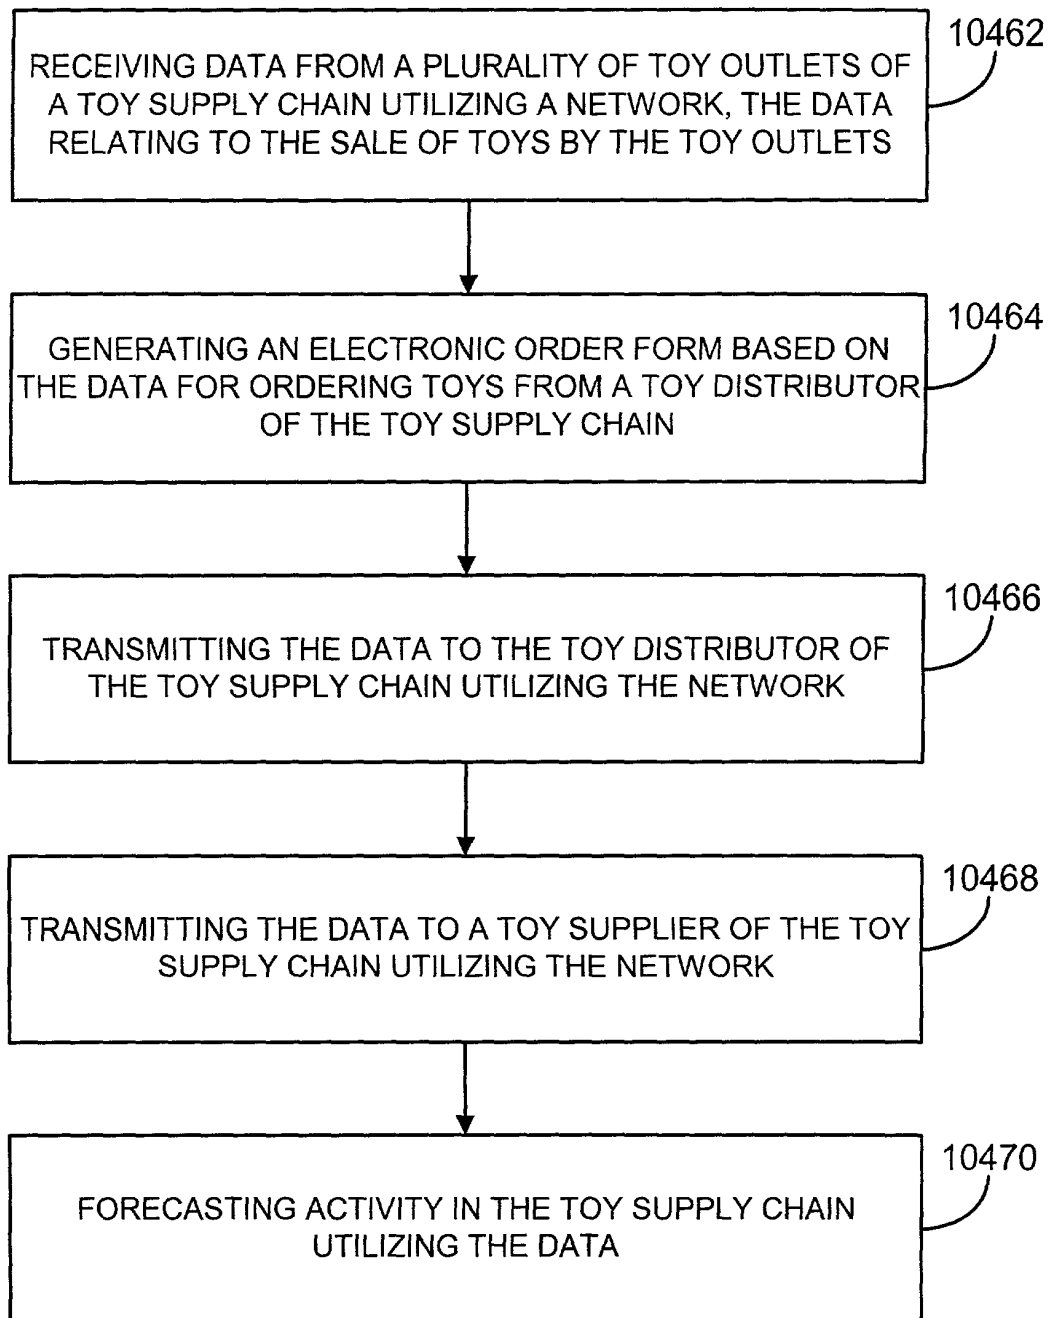 10462
RECEIVING DATA FROM A PLURALITY OF TOY OUTLETS OF
A TOY SUPPLY CHAIN UTILIZING A NETWORK, THE DATA
RELATING TO THE SALE OF TOYS BY THE TOY OUTLETS
10464
GENERATING AN ELECTRONIC ORDER FORM BASED ON
THE DATA FOR ORDERING TOYS FROM A TOY DISTRIBUTOR
OF THE TOY SUPPLY CHAIN
10466
TRANSMITTING THE DATA TO THE TOY DISTRIBUTOR OF
THE TOY SUPPLY CHAIN UTILIZING THE NETWORK
10468
TRANSMITTING THE DATA TO A TOY SUPPLIER OF THE TOY
SUPPLY CHAIN UTILIZING THE NETWORK
10470
FORECASTING ACTIVITY IN THE TOY SUPPLY CHAIN
UTILIZING THE DATA